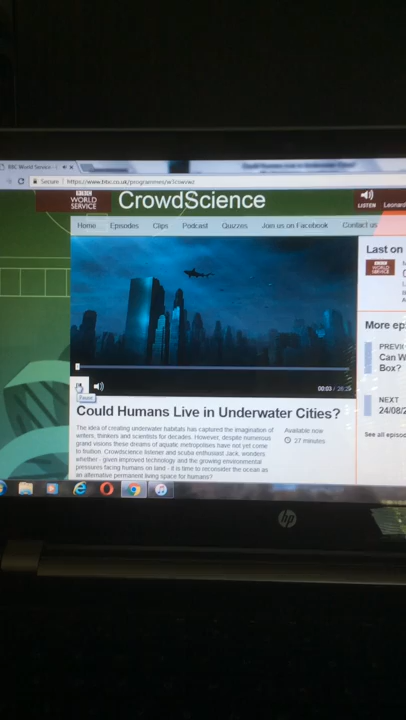 BBC World Service
Secure https://www.bbc.co.uk/programmes/
BBC
WORLD
SERVICE
CrowdScience
LISTEN
Home
Episodes
Clips
Podcast
Quizzes
Join us on Facebook
Contact us
Last on
BBC
WORLD
SERVICE
More
PREVI
Can W
Box?
NEXT
24/08/2
See all episod
00:03
Pause
Could Humans Live in Underwater Cities?
The idea of creating underwater habitats has captured the imagination of
writers, thinkers and scientists for decades. However, despite numerous
grand visions these dreams of aquatic metropolises have not yet come
to fruition. Crowdscience listener and scuba enthusiast Jack, wonders
whether - given improved technology and the growing environmental
pressures facing humans on land - it is time to reconsider the ocean as
an alternative permanent living space for humans?
Available now
27 minutes
hp